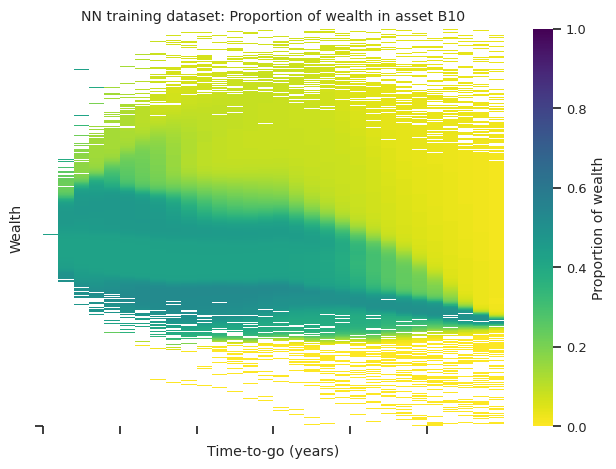 NN training dataset: Proportion of wealth in asset B10
Wealth
Time-to-go (years)
1.0
0.8
0.6
0.4
0.2
0.0
Proportion of wealth